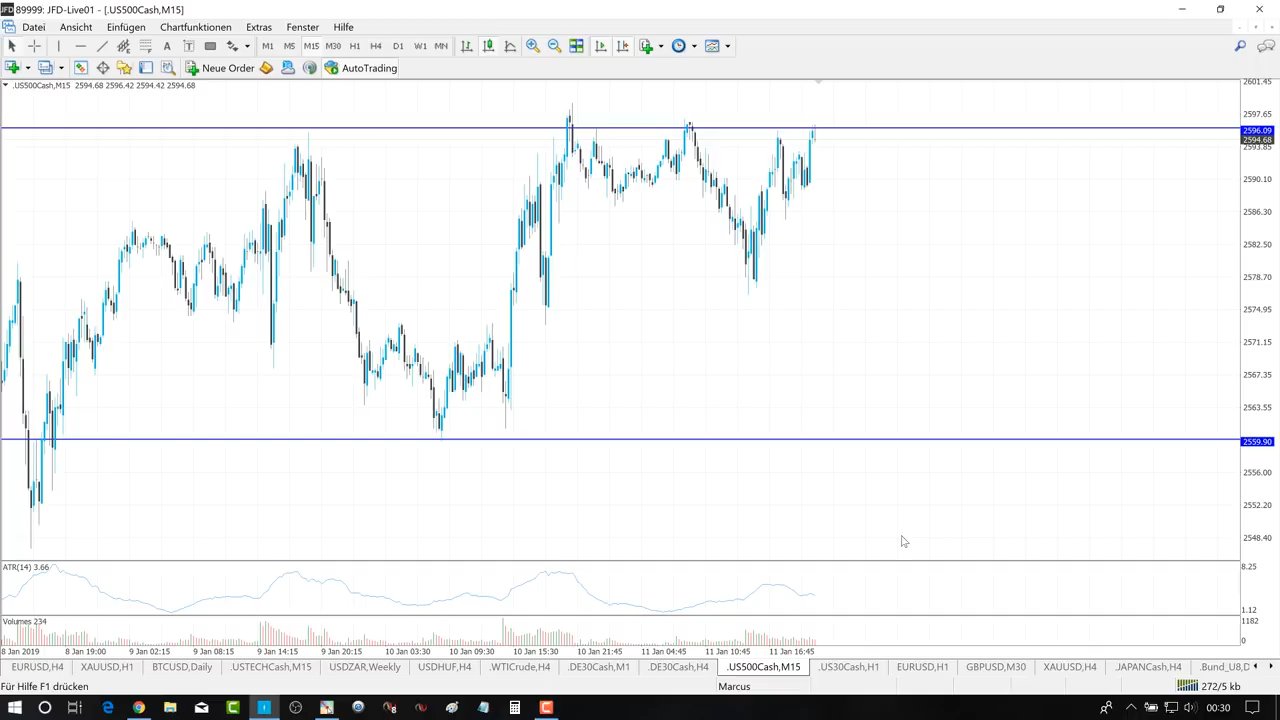 JFD 89999: JFD-Live01 - [.US500Cash,M15]
Datei Ansicht Einfügen Chartfunktionen Extras Fenster Hilfe
A T M1 M5 M15 M30 H1 H4 D1 W1 MN
Neue Order AutoTrading
.US500Cash,M15 2594.68 2596.42 2594.42 2594.68
2601.45
2597.65
2596.09
2594.68
2593.85
2590.10
2586.30
2582.50
2578.70
2574.95
2571.15
2567.35
2563.55
2559.90
2556.00
2552.20
2548.40
ATR(14) 3.66
8.25
1.12
Volumes 234
1182
0
8 Jan 2019 8 Jan 19:00 9 Jan 02:15 9 Jan 08:15 9 Jan 14:15 9 Jan 20:15 10 Jan 03:30 10 Jan 09:30 10 Jan 15:30 10 Jan 21:45 11 Jan 04:45 11 Jan 10:45 11 Jan 16:45
EURUSD,H4 XAUUSD,H1 BTCUSD,Daily .USTECHCash,M15 USDZAR,Weekly USDHUF,H4 .WTICrude,H4 .DE30Cash,M1 .DE30Cash,H4 .US500Cash,M15 .US30Cash,H1 EURUSD,H1 GBPUSD,M30 XAUUSD,H4 .JAPANCash,H4 .Bund_U8,D
Für Hilfe F1 drücken Marcus 272/5 kb
00:30